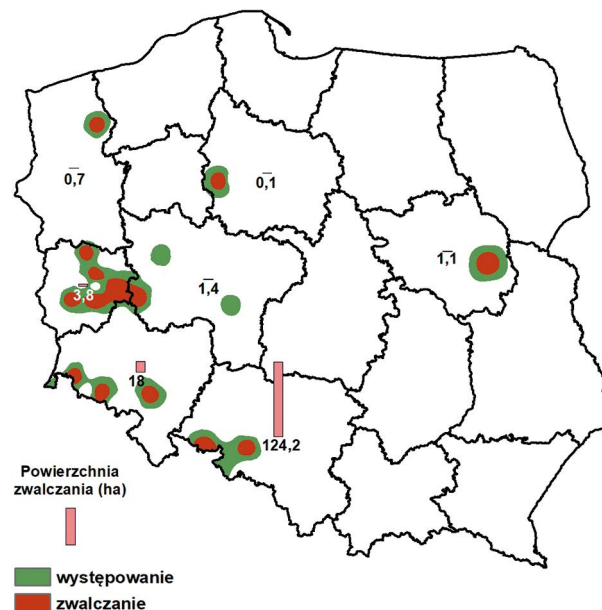 0,7
0,1
1,1
3,8
1,4
18
124,2
Powierzchnia
zwalczania (ha)
występowanie
zwalczanie